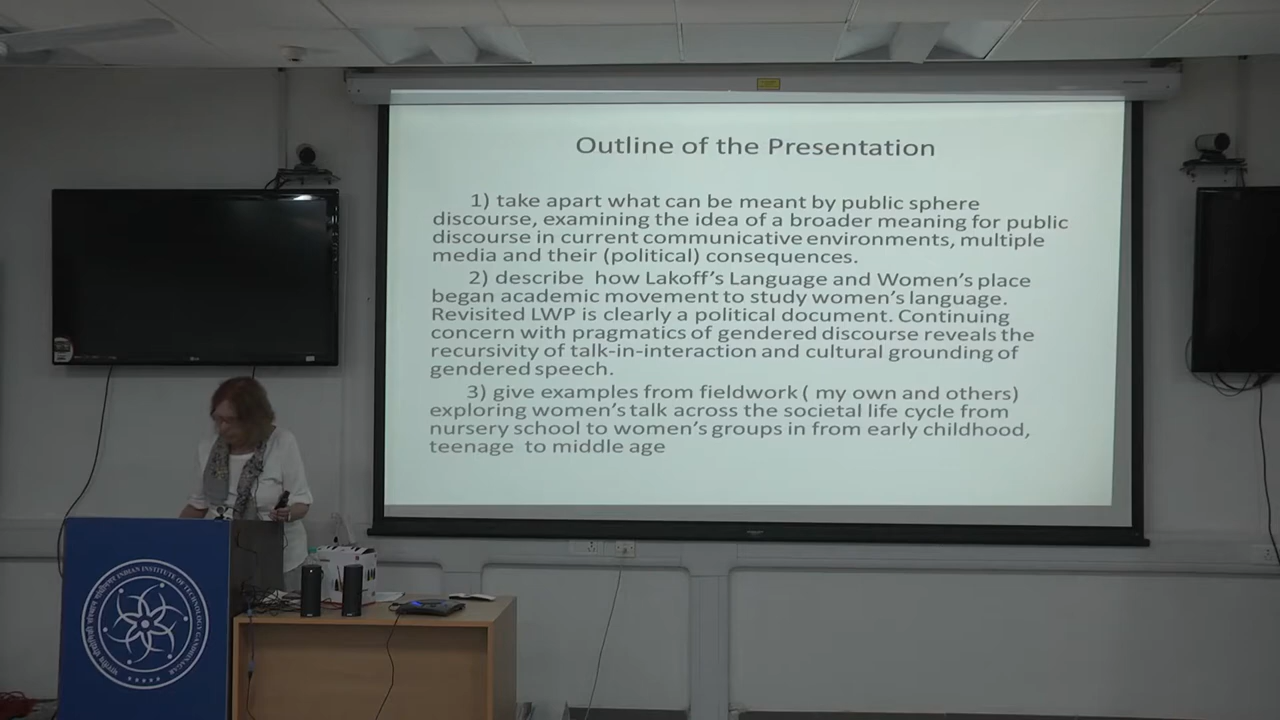 Outline of the Presentation
1) take apart what can be meant by public sphere
discourse, examining the idea of a broader meaning for public
discourse in current communicative environments, multiple
media and their (political) consequences.
2) describe  how Lakoff's Language and Women's place
began academic movement to study women's language.
Revisited LWP is clearly a political document. Continuing
concern with pragmatics of gendered discourse reveals the
recursivity of talk-in-interaction and cultural grounding of
gendered speech.
3) give examples from fieldwork ( my own and others)
exploring women's talk across the societal life cycle from
nursery school to women's groups in from early childhood,
teenage  to middle age
INDIAN INSTITUTE OF TECHNOLOGY GANDHINAGAR